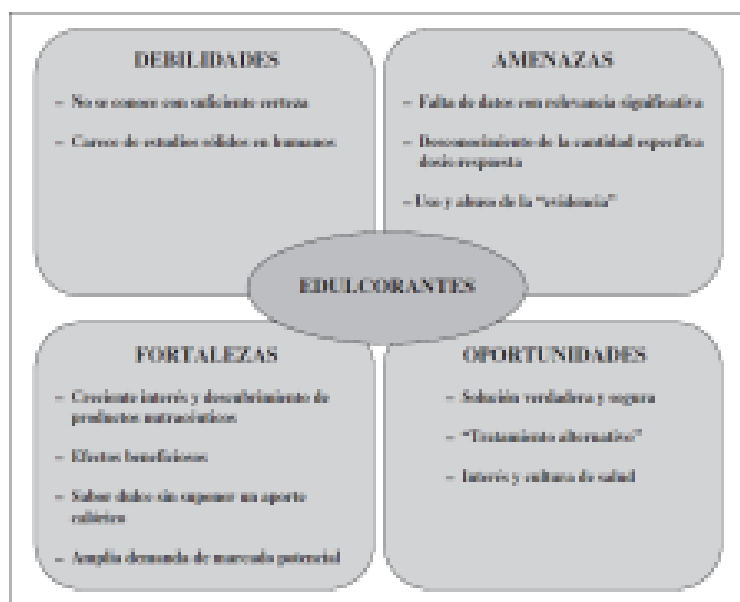 DEBILIDADES
– No se conoce con suficiente certeza
– Carece de estudios sólidos en humanos
AMENAZAS
– Falta de datos con relevancia significativa
– Desconocimiento de la cantidad específica
dosis respuesta
– Uso y abuso de la “evidencia”
EDULCORANTES
FORTALEZAS
– Creciente interés y descubrimiento de
productos nutracéuticos
– Efectos beneficiosos
– Sabor dulce sin suponer un aporte
calórico
– Amplia demanda de mercado potencial
OPORTUNIDADES
– Solución verdadera y segura
– “Tratamiento alternativo”
– Interés y cultura de salud